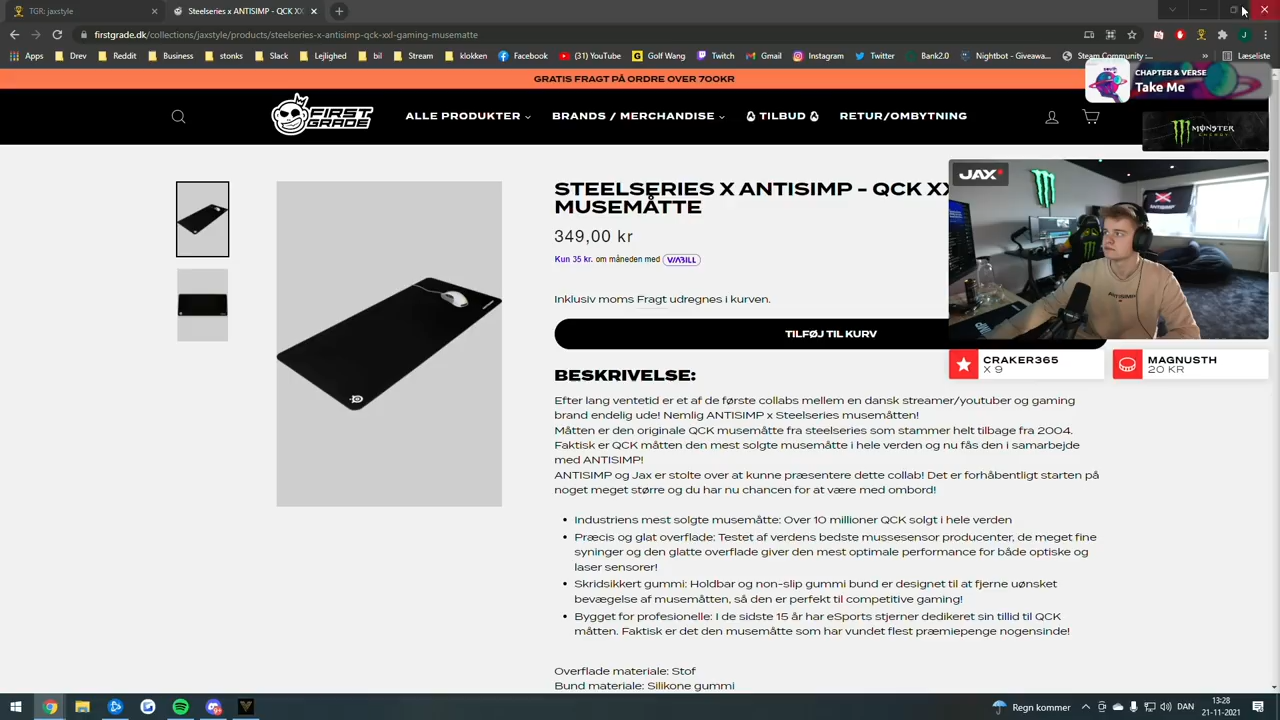 TGR: jaxstyle
Steelseries x ANTISIMP - QCK XX
firstgrade.dk/collections/jaxstyle/products/steelseries-x-antisimp-qck-xxl-gaming-musematte
Apps
Drev
Reddit
Business
stonks
Slack
Lejlighed
bil
Stream
klokken
Facebook
(31) YouTube
Golf Wang
Twitch
Gmail
Instagram
Twitter
Bank2.0
Nightbot - Giveawa...
Steam Community:...
Læseliste
GRATIS FRAGT PÅ ORDRE OVER 700KR
CHAPTER & VERSE
Take Me
FIRST GRADE
ALLE PRODUKTER
BRANDS / MERCHANDISE
TILBUD
RETUR/OMBYTNING
MONSTER
ENERGY
STEELSERIES X ANTISIMP - QCK XX
MUSEMÅTTE
349,00 kr
Kun 35 kr. om måneden med VIABILL
Inklusiv moms Fragt udregnes i kurven.
TILFØJ TIL KURV
JAX
ANTISIMP
CRAKER365
X 9
MAGNUSTH
20 KR
BESKRIVELSE:
Efter lang ventetid er et af de første collabs mellem en dansk streamer/youtuber og gaming
brand endelig ude! Nemlig ANTISIMP x Steelseries musemåtten!
Måtten er den originale QCK musemåtte fra steelseries som stammer helt tilbage fra 2004.
Faktisk er QCK måtten den mest solgte musemåtte i hele verden og nu fås den i samarbejde
med ANTISIMP!
ANTISIMP og Jax er stolte over at kunne præsentere dette collab! Det er forhåbentligt starten på
noget meget større og du har nu chancen for at være med ombord!
• Industriens mest solgte musemåtte: Over 10 millioner QCK solgt i hele verden
• Præcis og glat overflade: Testet af verdens bedste mussesensor producenter, de meget fine
syninger og den glatte overflade giver den mest optimale performance for både optiske og
laser sensorer!
• Skridsikkert gummi: Holdbar og non-slip gummi bund er designet til at fjerne uønsket
bevægelse af musemåtten, så den er perfekt til competitive gaming!
• Bygget for profesionelle: I de sidste 15 år har eSports stjerner dedikeret sin tillid til QCK
måtten. Faktisk er det den musemåtte som har vundet flest præmiepenge nogensinde!
Overflade materiale: Stof
Bund materiale: Silikone gummi
Regn kommer
DAN
13:28
21-11-2021